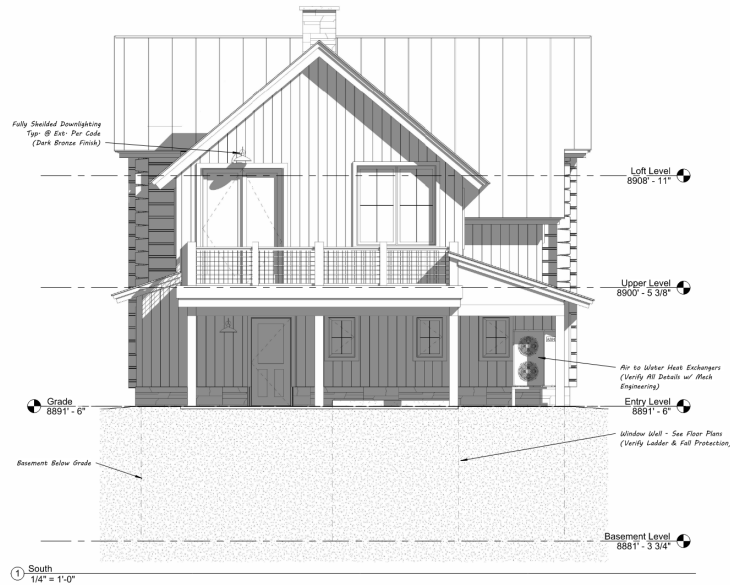 Fully Sheilded Downlighting
Typ. @ Ext. Per Code
(Dark Bronze Finish)
Loft Level
8908' - 11"
Upper Level
8900' - 5 3/8"
Air to Water Heat Exchangers
(Verify All Details w/ Mech
Engineering)
Grade
8891' - 6"
Entry Level
8891' - 6"
Window Well - See Floor Plans
(Verify Ladder & Fall Protection)
Basement Below Grade
Basement Level
8881' - 3 3/4"
1 South
1/4" = 1'-0"